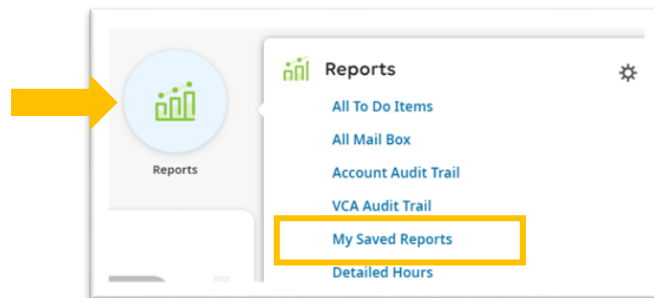 Reports
All To Do Items
All Mail Box
Reports
Account Audit Trail
VCA Audit Trail
My Saved Reports
Detailed Hours